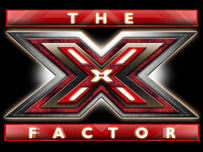 THE
X
FACTOR